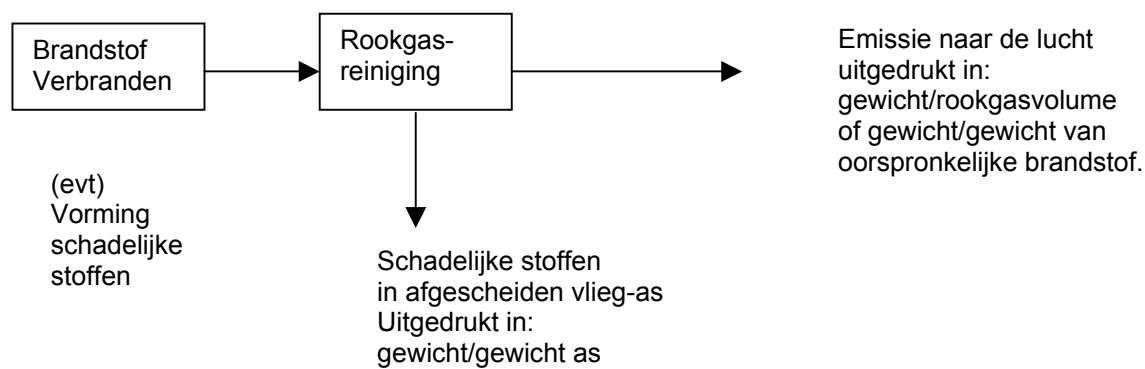 Brandstof
Verbranden
Rookgas-
reiniging
Emissie naar de lucht
uitgedrukt in:
gewicht/rookgasvolume
of gewicht/gewicht van
oorspronkelijke brandstof.
(evt)
Vorming
schadelijke
stoffen
Schadelijke stoffen
in afgescheiden vlieg-as
Uitgedrukt in:
gewicht/gewicht as